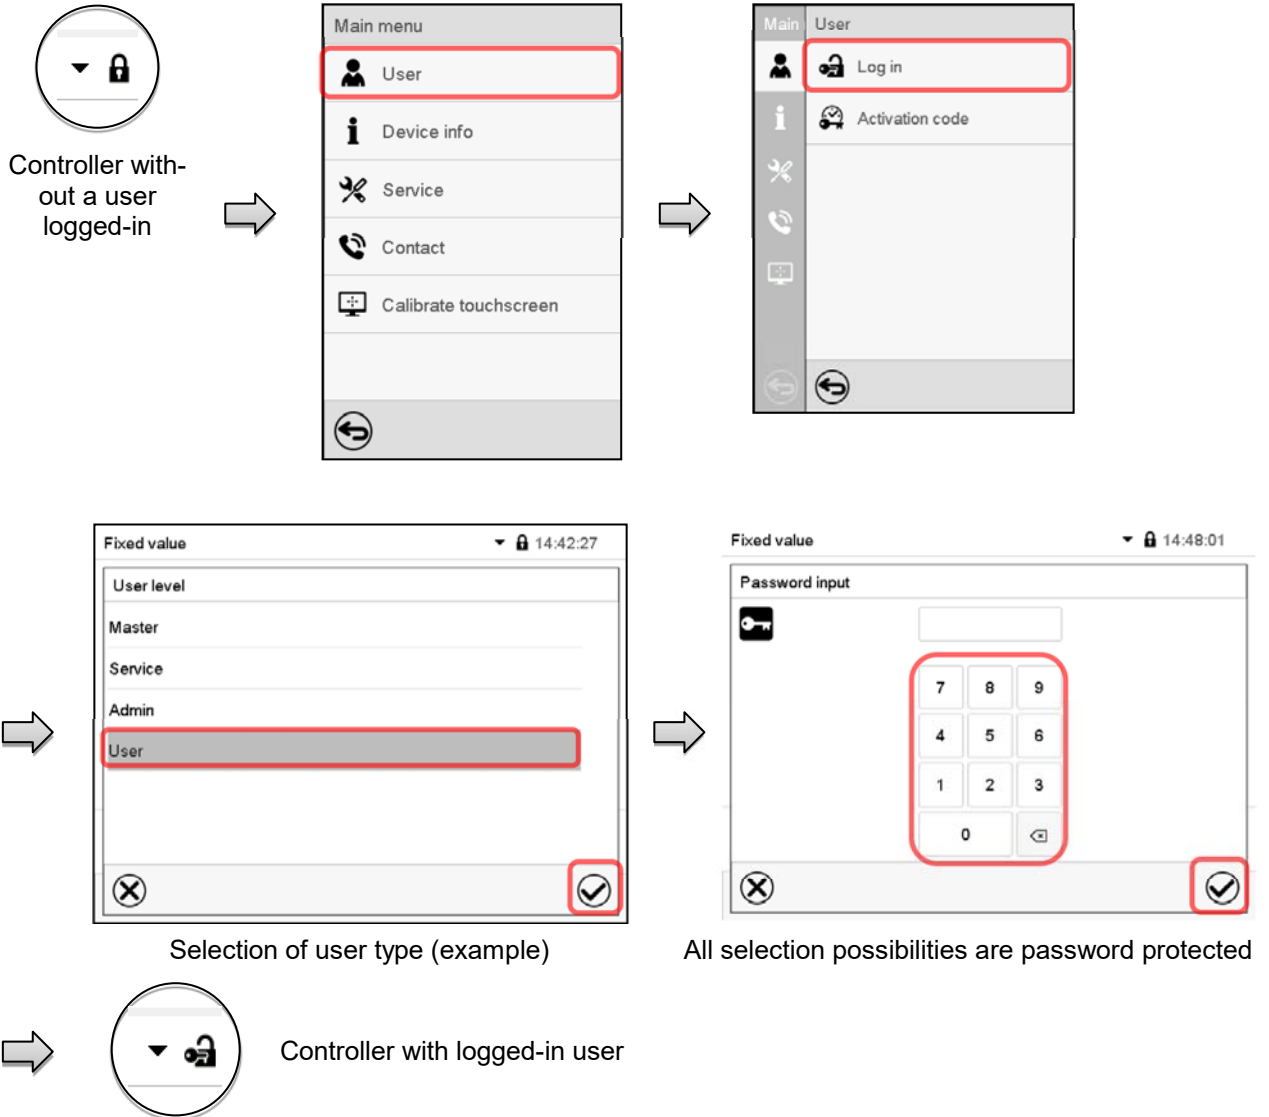 Controller with-
out a user
logged-in
Main menu
User
Device info
Service
Contact
Calibrate touchscreen
Main
User
Log in
Activation code
Fixed value
14:42:27
User level
Master
Service
Admin
User
Selection of user type (example)
Fixed value
14:48:01
Password input
7 8 9
4 5 6
1 2 3
0
All selection possibilities are password protected
Controller with logged-in user